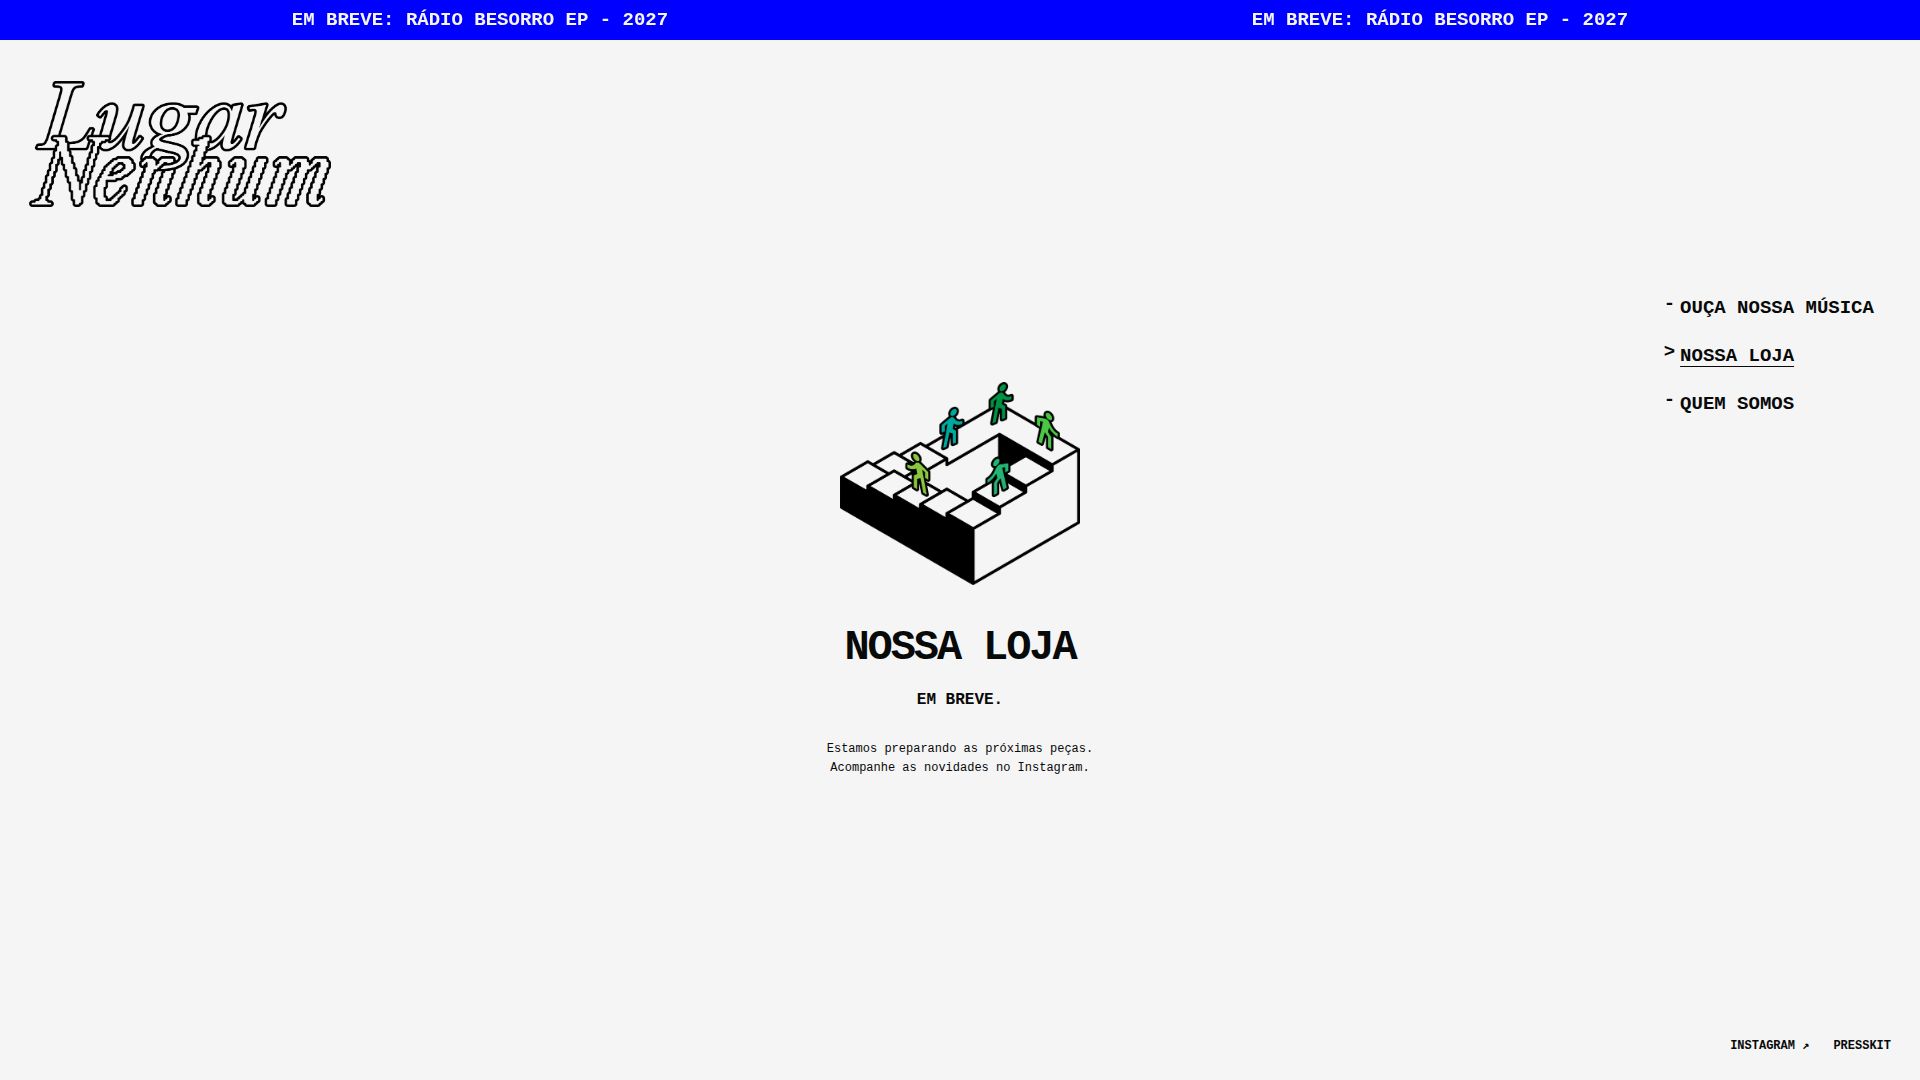 EM BREVE: RÁDIO BESORRO EP - 2027 EM BREVE: RÁDIO BESORRO EP - 2027
Lugar
Nenhum
- OUÇA NOSSA MÚSICA
> NOSSA LOJA
- QUEM SOMOS
NOSSA LOJA
EM BREVE.
Estamos preparando as próximas peças.
Acompanhe as novidades no Instagram.
INSTAGRAM ↗ PRESSKIT